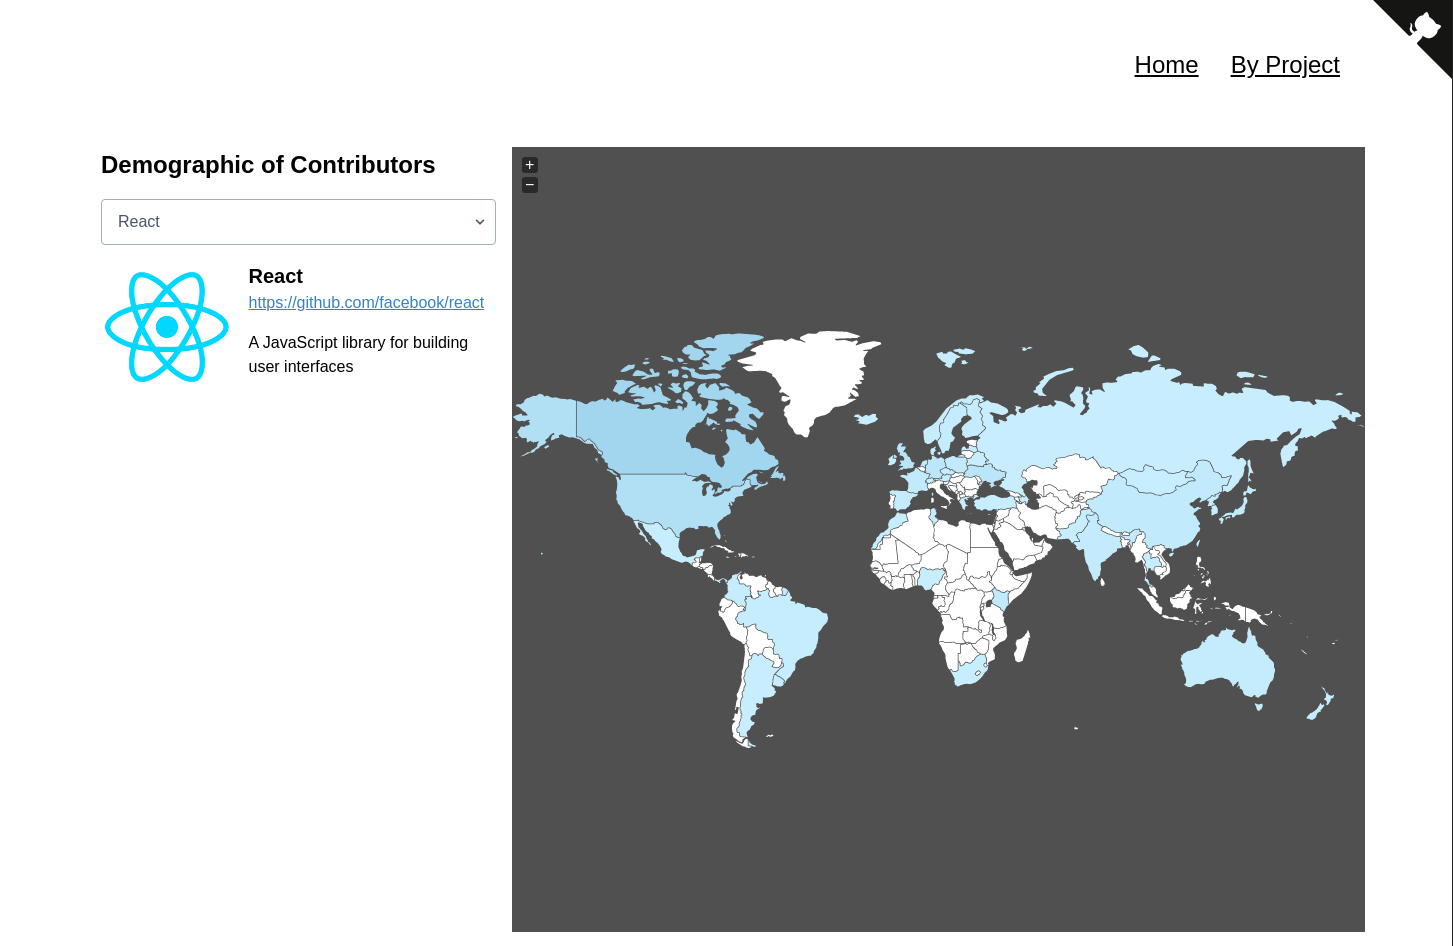 Home By Project
Demographic of Contributors
React
React
https://github.com/facebook/react
A JavaScript library for building
user interfaces
+
−